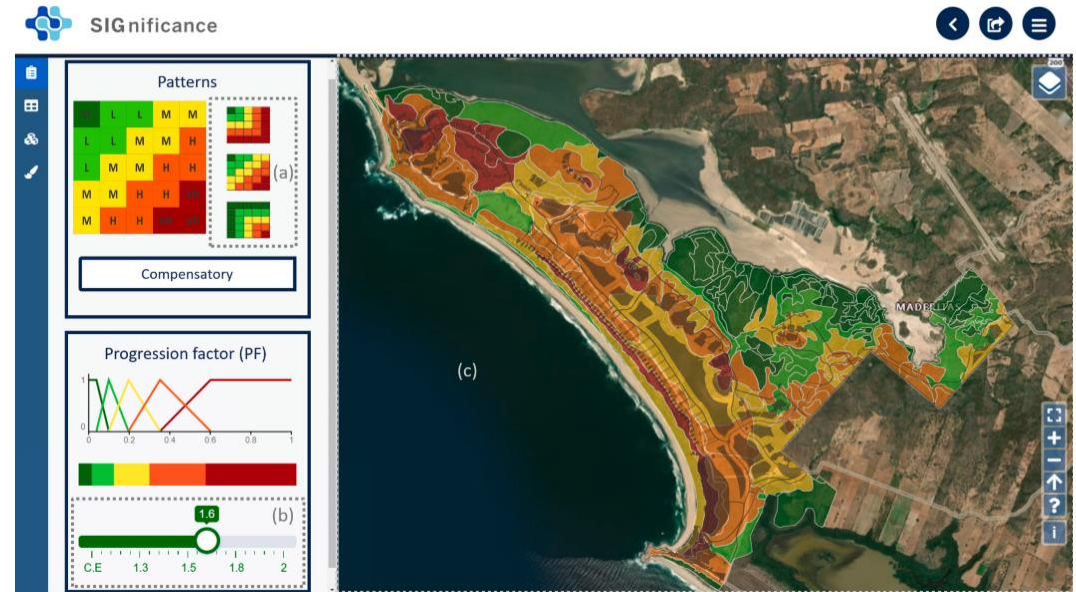 SIGnificance
200
Patterns
L L M M
L L M M H
L M M H H
M M H H
M H H
(a)
Compensatory
Progression factor (PF)
1
0
0 0.2 0.4 0.6 0.8 1
1.6
(b)
C.E 1.3 1.5 1.8 2
(c)
+
−
?
i